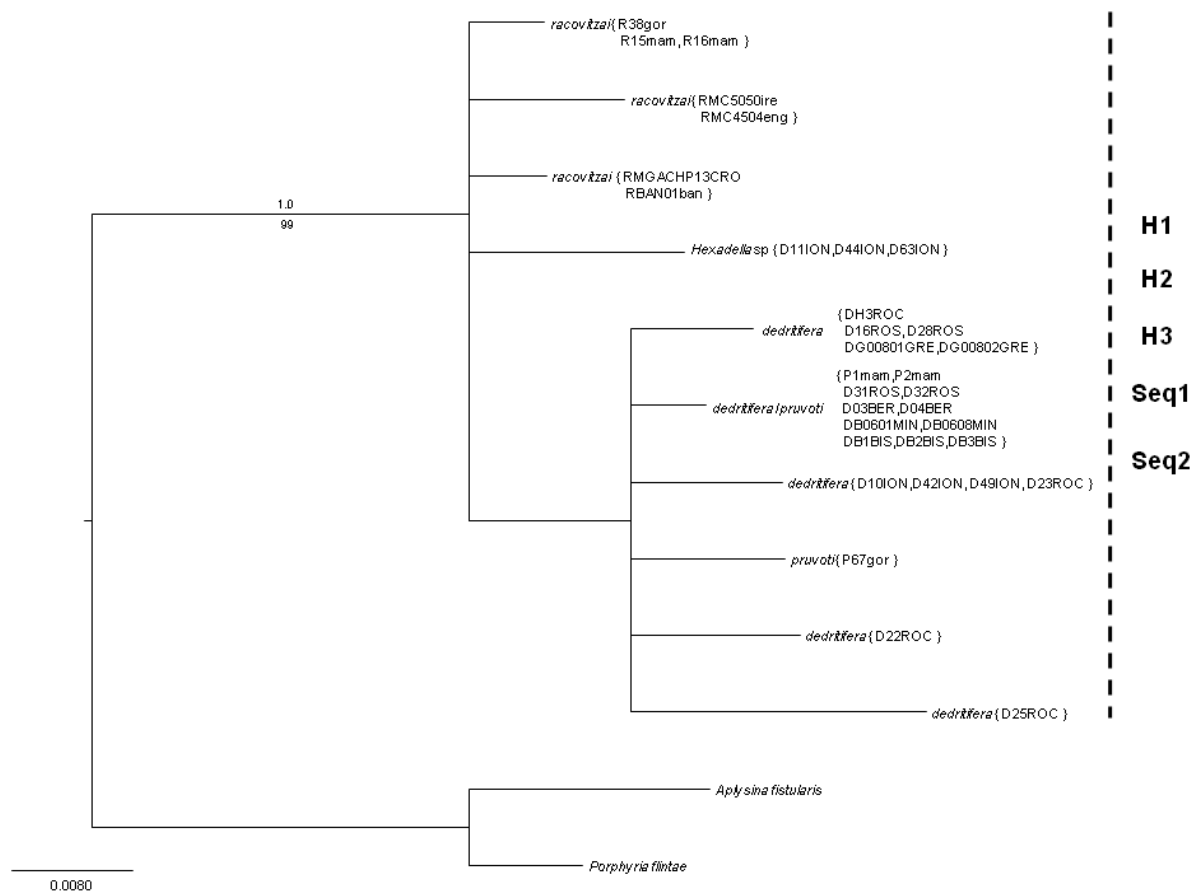 racovitzai{R38gor
R15mam,R16mam }
racovitzai{RMC5050ire
RMC4504eng }
racovitzai {RMGACHP13CRO
RBAN01ban }
1.0
99
H1
Hexadellasp {D11ION,D44ION,D63ION }
H2
{DH3ROC
dedritifera D16ROS,D28ROS
DG00801GRE,DG00802GRE }
H3
{P1mam,P2mam
D31ROS,D32ROS
dedritifera/pruvoti D03BER,D04BER
DB0601MIN,DB0608MIN
DB1BIS,DB2BIS,DB3BIS }
Seq1
Seq2
dedritifera{D10ION,D42ION,D49ION,D23ROC }
pruvoti{P67gor }
dedritifera{D22ROC }
dedritifera{D25ROC }
Aplysina fistularis
Porphyria flintae
0.0080